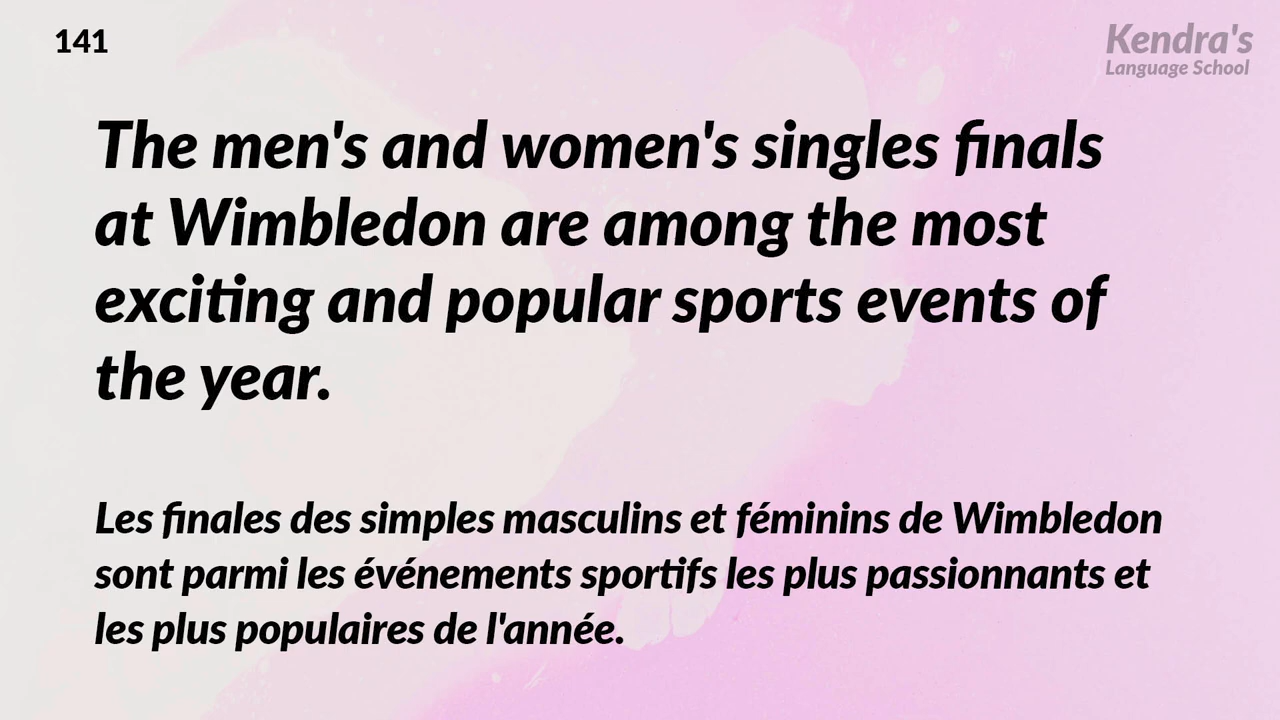 141
Kendra's
Language School
The men's and women's singles finals
at Wimbledon are among the most
exciting and popular sports events of
the year.
Les finales des simples masculins et féminins de Wimbledon
sont parmi les événements sportifs les plus passionnants et
les plus populaires de l'année.